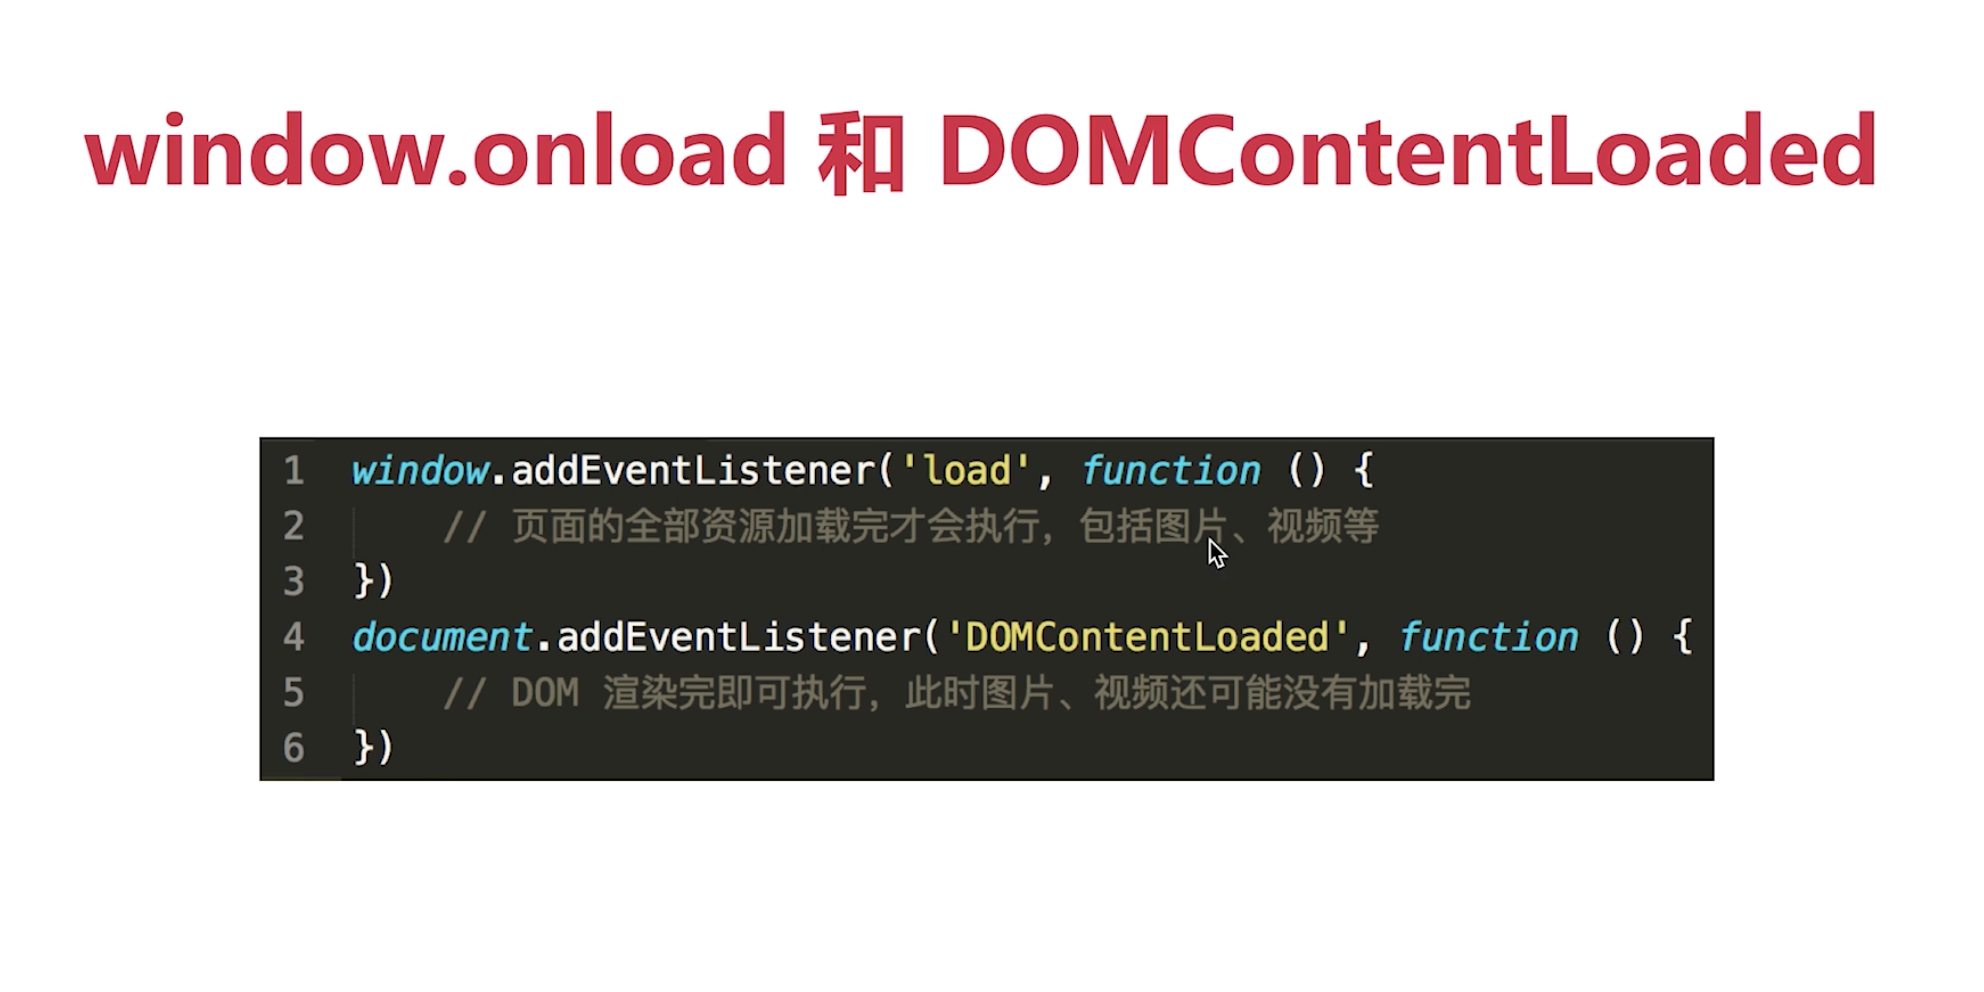 window.onload 和 DOMContentLoaded
1 window.addEventListener('load', function () {
2 // 页面的全部资源加载完才会执行，包括图片、视频等
3 })
4 document.addEventListener('DOMContentLoaded', function () {
5 // DOM 渲染完即可执行，此时图片、视频还可能没有加载完
6 })